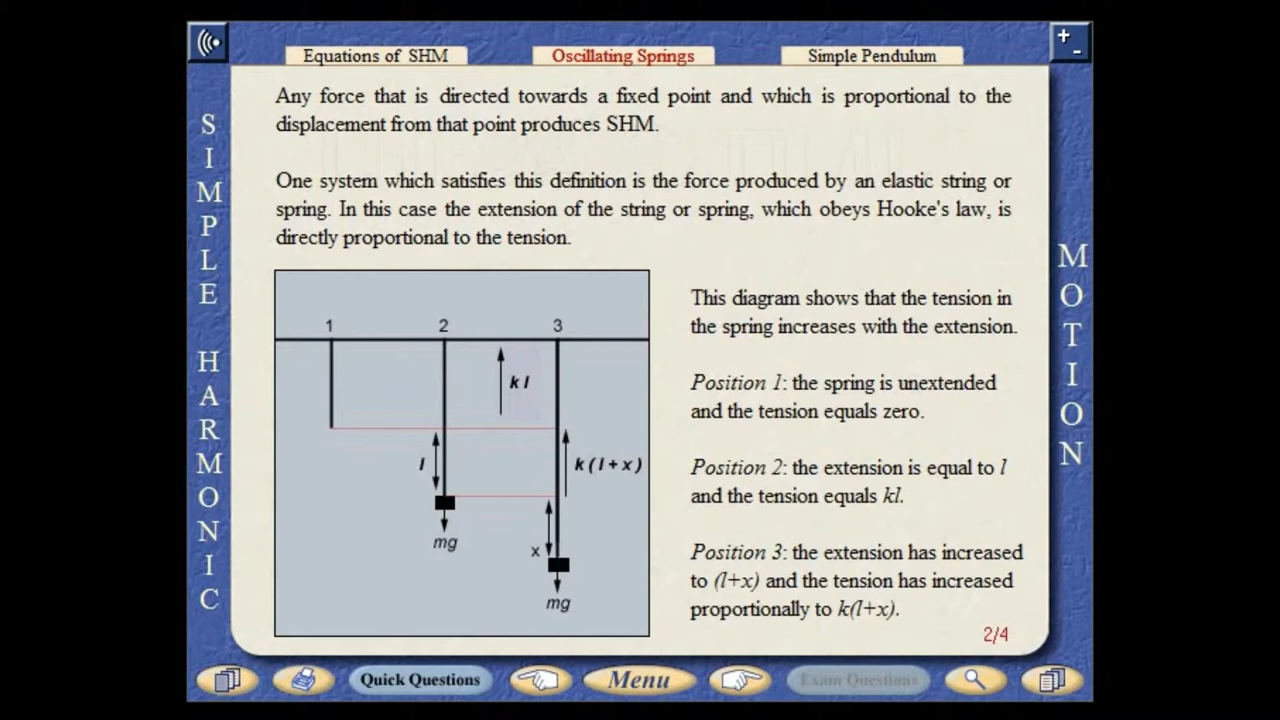 +
-
Equations of SHM
Oscillating Springs
Simple Pendulum
SIMPLE HARMONIC
MOTION
Any force that is directed towards a fixed point and which is proportional to the
displacement from that point produces SHM.
One system which satisfies this definition is the force produced by an elastic string or
spring. In this case the extension of the string or spring, which obeys Hooke's law, is
directly proportional to the tension.
1 2 3
k l
l
k ( l + x )
mg
x
mg
This diagram shows that the tension in
the spring increases with the extension.
Position 1: the spring is unextended
and the tension equals zero.
Position 2: the extension is equal to l
and the tension equals kl.
Position 3: the extension has increased
to (l+x) and the tension has increased
proportionally to k(l+x).
2/4
Quick Questions
Menu
Exam Questions